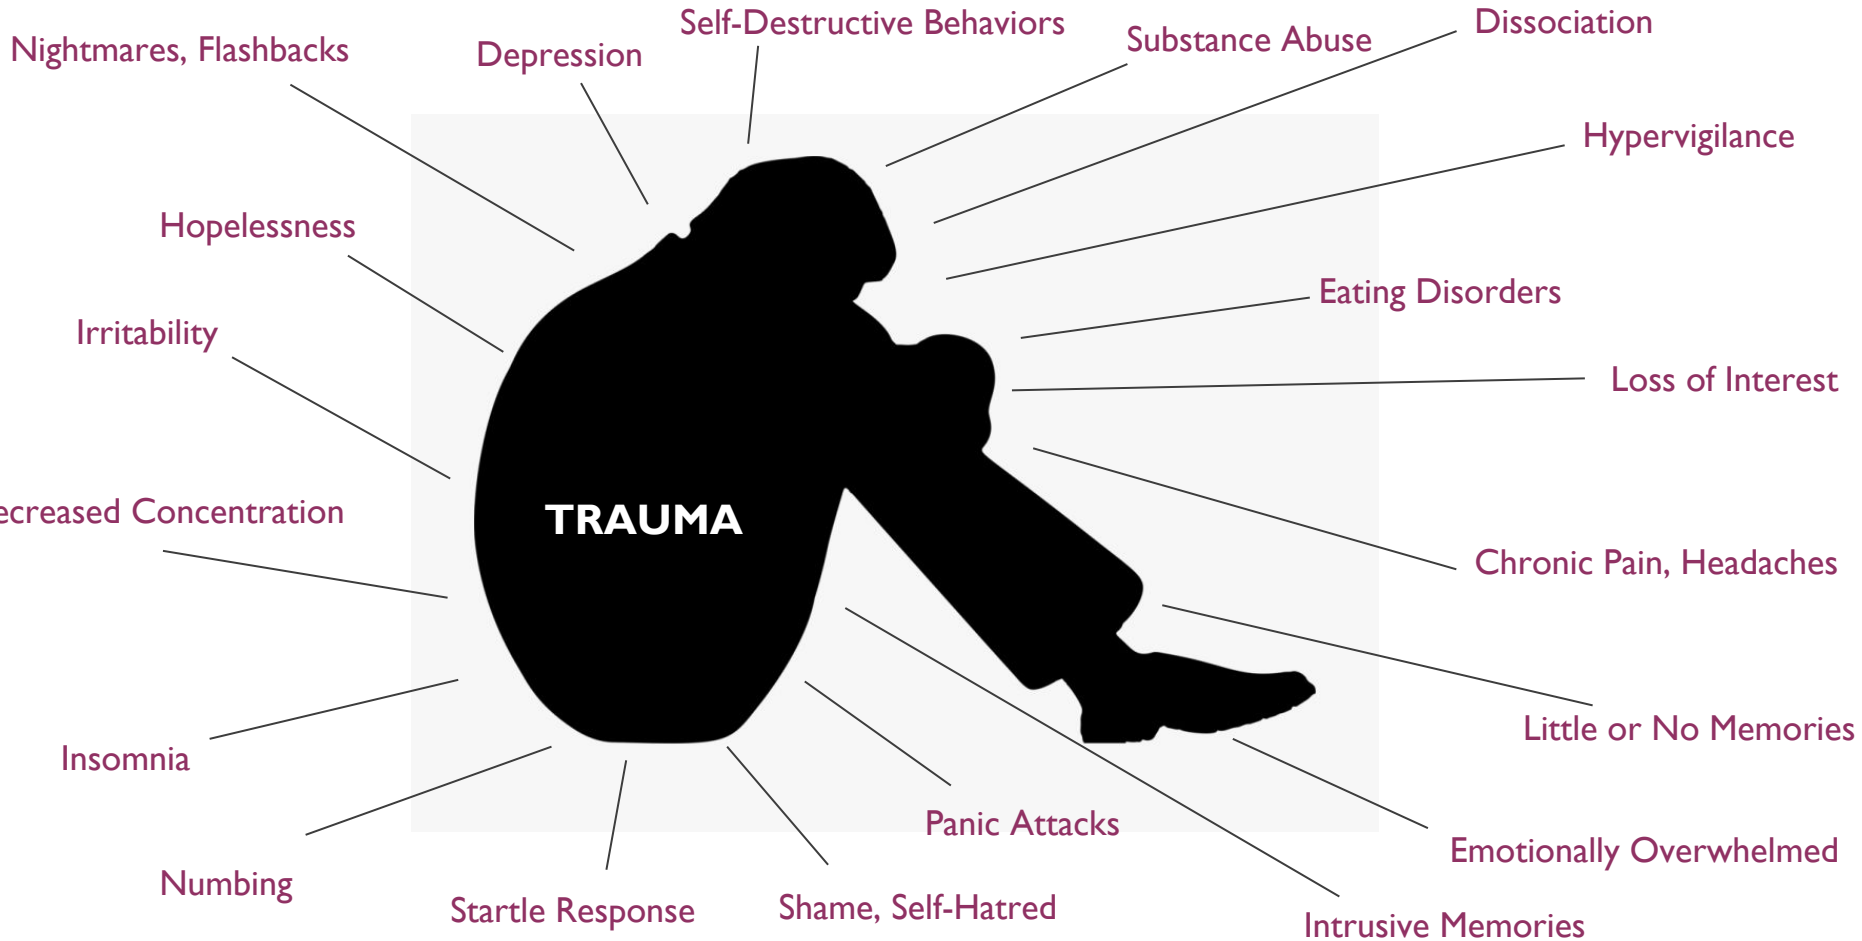 Self-Destructive Behaviors
Dissociation
Nightmares, Flashbacks
Depression
Substance Abuse
Hypervigilance
Hopelessness
Eating Disorders
Irritability
Loss of Interest
ecreased Concentration
TRAUMA
Chronic Pain, Headaches
Little or No Memories
Insomnia
Panic Attacks
Emotionally Overwhelmed
Numbing
Startle Response
Shame, Self-Hatred
Intrusive Memories